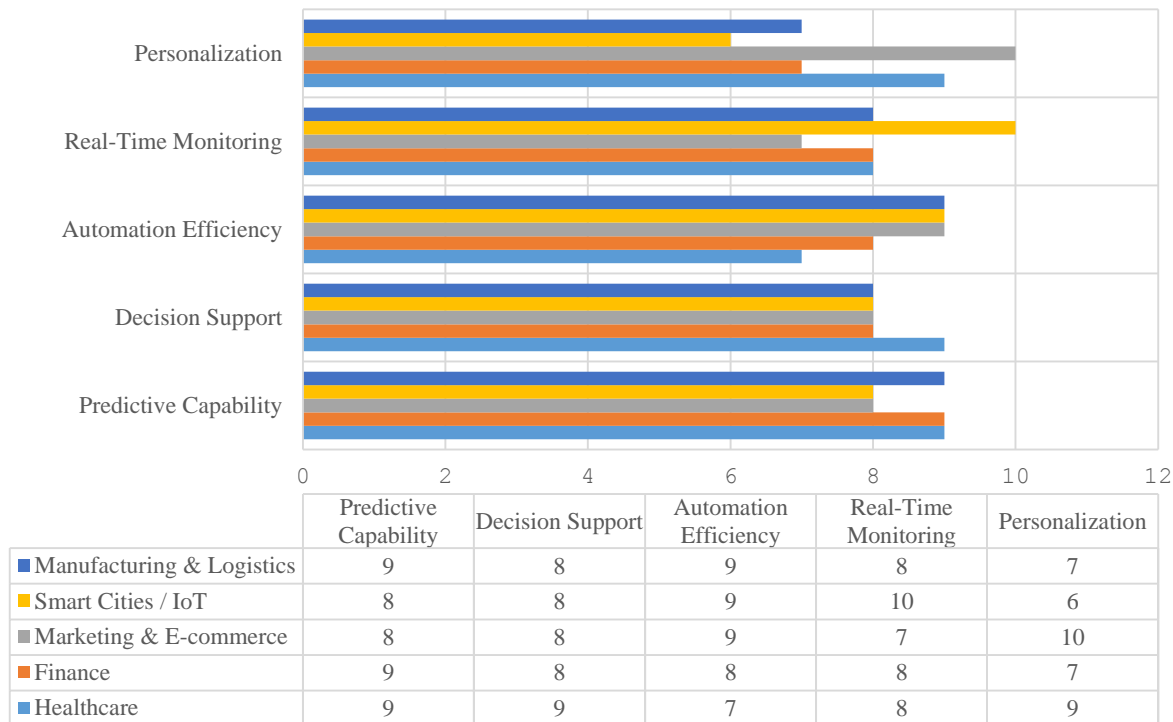 Personalization
Real-Time Monitoring
Automation Efficiency
Decision Support
Predictive Capability
0 2 4 6 8 10 12
Predictive Capability Decision Support Automation Efficiency Real-Time Monitoring Personalization
Manufacturing & Logistics 9 8 9 8 7
Smart Cities / IoT 8 8 9 10 6
Marketing & E-commerce 8 8 9 7 10
Finance 9 8 8 8 7
Healthcare 9 9 7 8 9